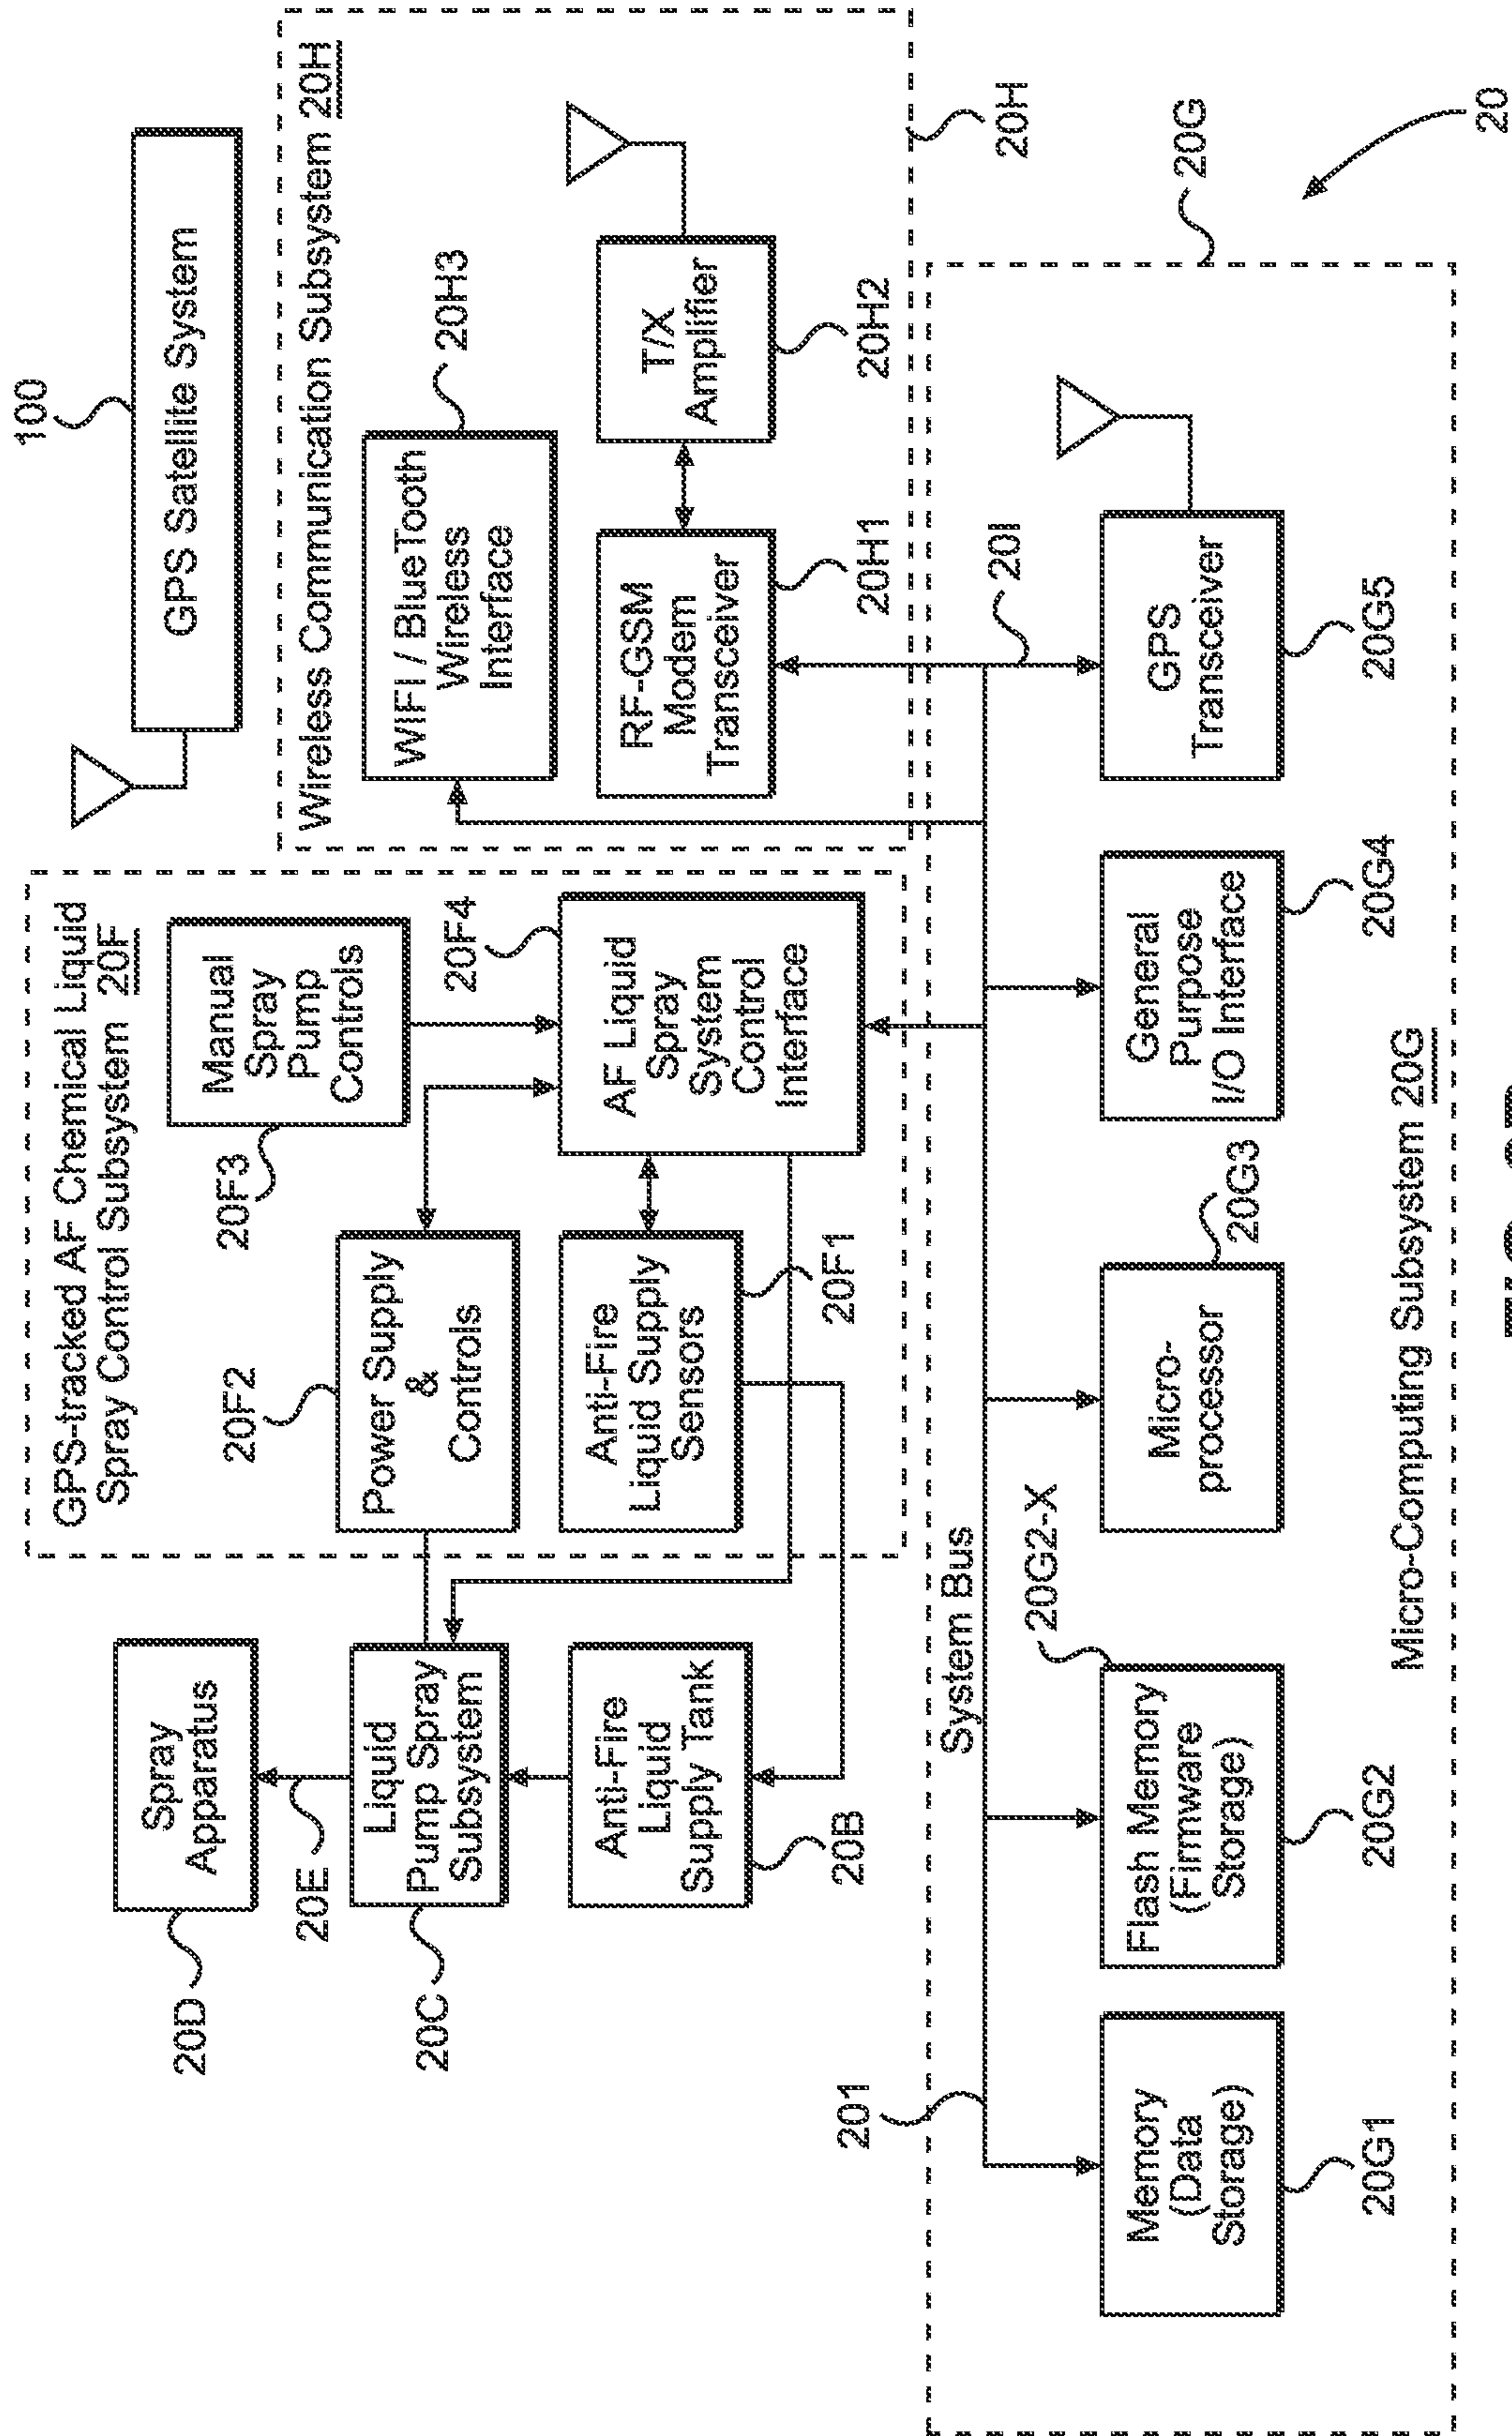 100
GPS Satellite System
GPS-tracked AF Chemical Liquid
Spray Control Subsystem 20F
20D
Spray
Apparatus
20E
20F3
Manual
Spray
Pump
Controls
20F2
Power Supply
&
Controls
20C
Liquid
Pump Spray
Subsystem
20F4
AF Liquid
Spray
System
Control
Interface
Anti-Fire
Liquid Supply
Sensors
20F1
Anti-Fire
Liquid
Supply Tank
20B
Wireless Communication Subsystem 20H
WIFI / BlueTooth
Wireless
Interface
20H3
RF-GSM
Modem
Transceiver
20H1
T/X
Amplifier
20H2
20H
201
System Bus
20I
20G2-X
20G
Memory
(Data
Storage)
20G1
Flash Memory
(Firmware
Storage)
20G2
Micro-
processor
20G3
General
Purpose
I/O Interface
20G4
GPS
Transceiver
20G5
Micro-Computing Subsystem 20G
20